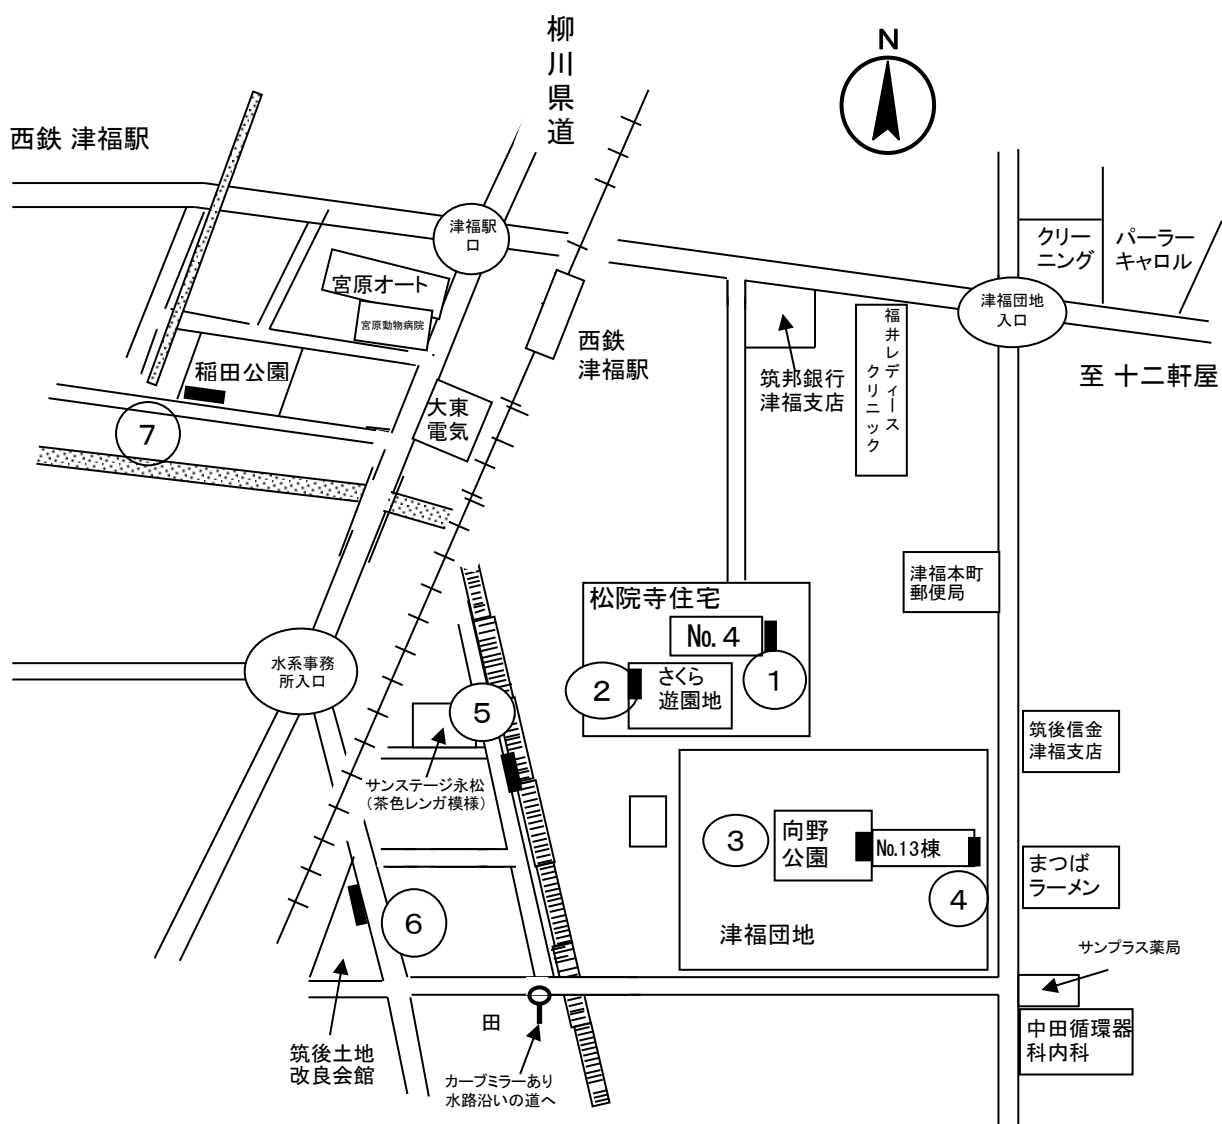 柳川県道
N
西鉄 津福駅
津福駅
口
クリー
ニング
パーラー
キャロル
宮原オート
宮原動物病院
津福団地
入口
西鉄
津福駅
福井レディース
クリニック
筑邦銀行
津福支店
至 十二軒屋
稲田公園
大東
電気
7
津福本町
郵便局
松院寺住宅
No.4
水系事務
所入口
さくら
遊園地
1
2
5
筑後信金
津福支店
サンステージ永松
(茶色レンガ模様)
3
向野
公園
No.13棟
まつば
ラーメン
4
6
津福団地
サンプラス薬局
田
中田循環器
科内科
筑後土地
改良会館
カーブミラーあり
水路沿いの道へ